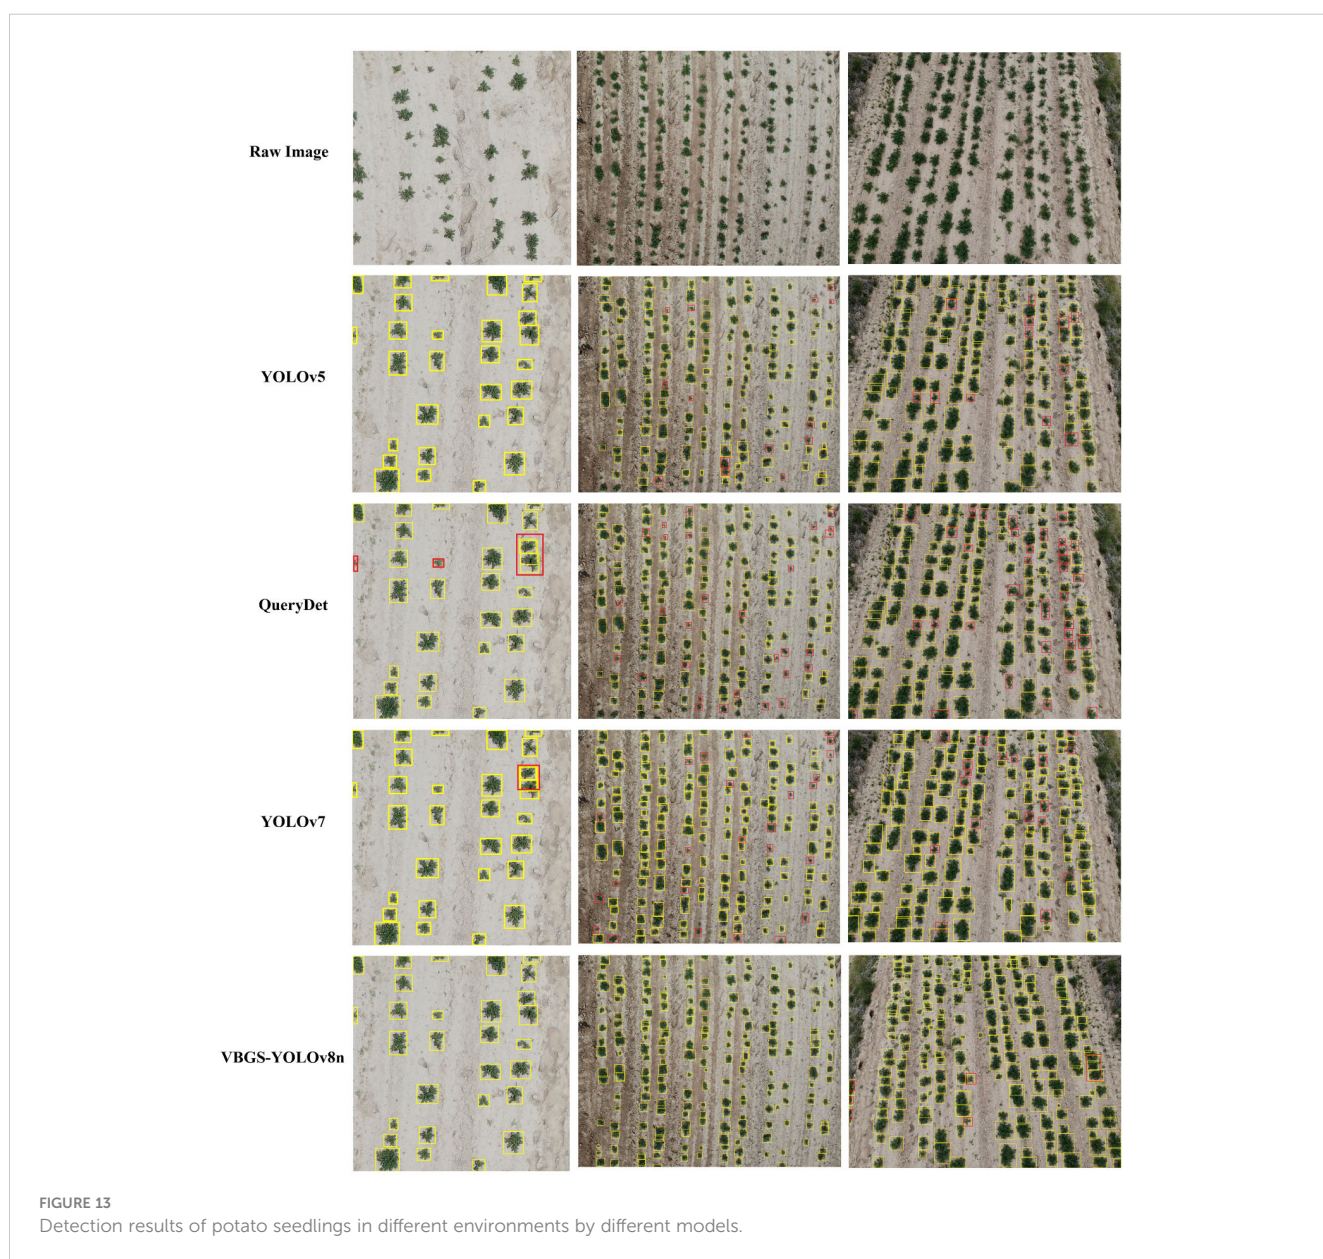 Raw Image
YOLOv5
QueryDet
YOLOv7
VBGS-YOLOv8n
FIGURE 13
Detection results of potato seedlings in different environments by different models.